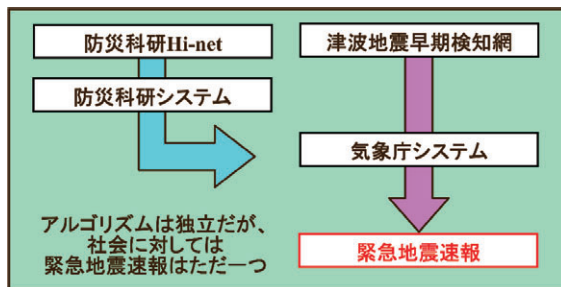 防災科研Hi-net
防災科研システム
津波地震早期検知網
気象庁システム
緊急地震速報
アルゴリズムは独立だが、
社会に対しては
緊急地震速報はただ一つ